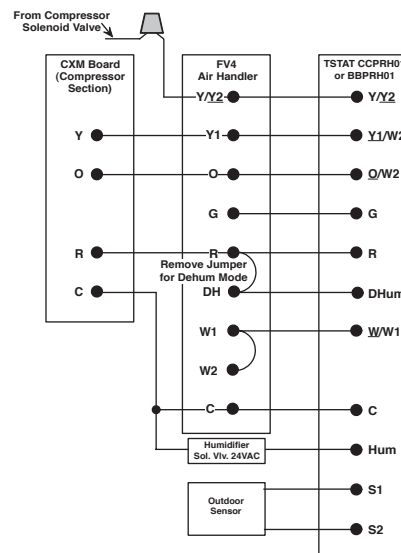 From Compressor
Solenoid Valve
CXM Board
(Compressor
Section)
FV4
Air Handler
TSTAT CCPRH01
or BBPRH01
Y/Y2
Y/Y2
Y
Y1
Y1/W2
O
O
O/W2
G
G
R
R
R
Remove Jumper
for Dehum Mode
C
DH
DHum
W1
W/W1
W2
C
C
Humidifier
Sol. Vlv. 24VAC
Hum
Outdoor
Sensor
S1
S2